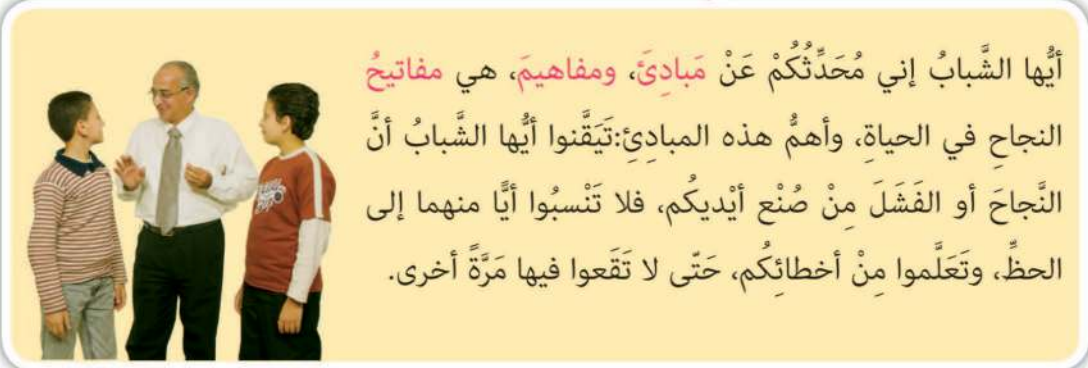 أيُّها الشَّبابُ إني مُحَدِّثُكُمْ عَنْ مَبادِئَ، ومفاهيمَ، هي مفاتيحُ
النجاحِ في الحياةِ، وأهمُّ هذه المبادِئِ:تَيَقَّنوا أيُّها الشَّبابُ أنَّ
النَّجاحَ أو الفَشَلَ مِنْ صُنْع أيْديكُم، فلا تَنْسبُوا أيًّا منهما إلى
الحظِّ، وتَعَلَّموا مِنْ أخطائِكُم، حَتّى لا تَقَعوا فيها مَرَّةً أخرى.